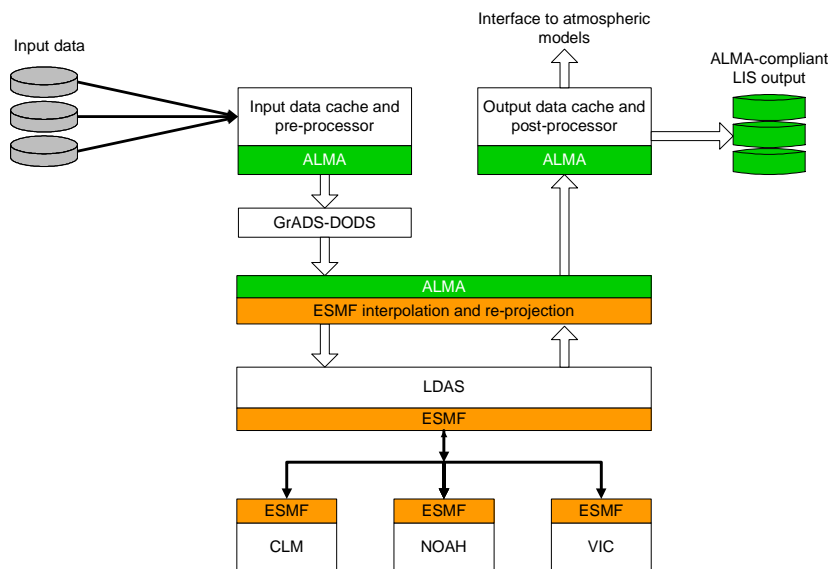 Input data
Interface to atmospheric
models
ALMA-compliant
LIS output
Input data cache and
pre-processor
ALMA
Output data cache and
post-processor
ALMA
GrADS-DODS
ALMA
ESMF interpolation and re-projection
LDAS
ESMF
ESMF
CLM
ESMF
NOAH
ESMF
VIC